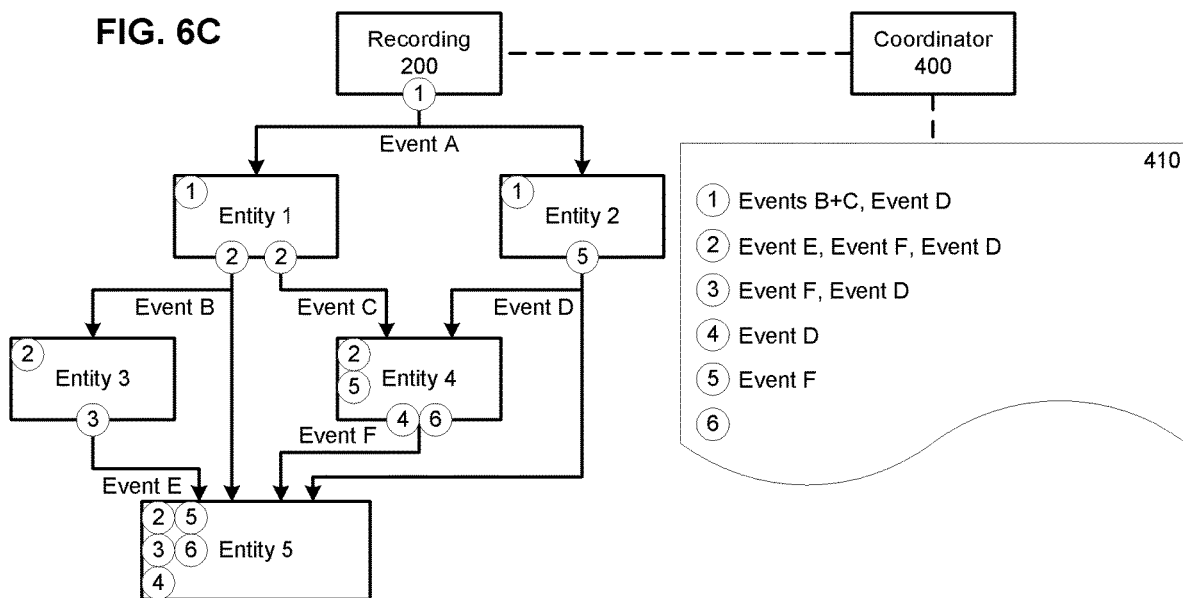 FIG. 6C
Recording
200
Coordinator
400
1
Event A
410
1
Entity 1
1
Entity 2
1 Events B+C, Event D
2 Event E, Event F, Event D
3 Event F, Event D
4 Event D
5 Event F
6
2
2
5
Event B
Event C
Event D
2
Entity 3
2
5
Entity 4
3
4
6
Event F
Event E
2
5
3
6
4
Entity 5